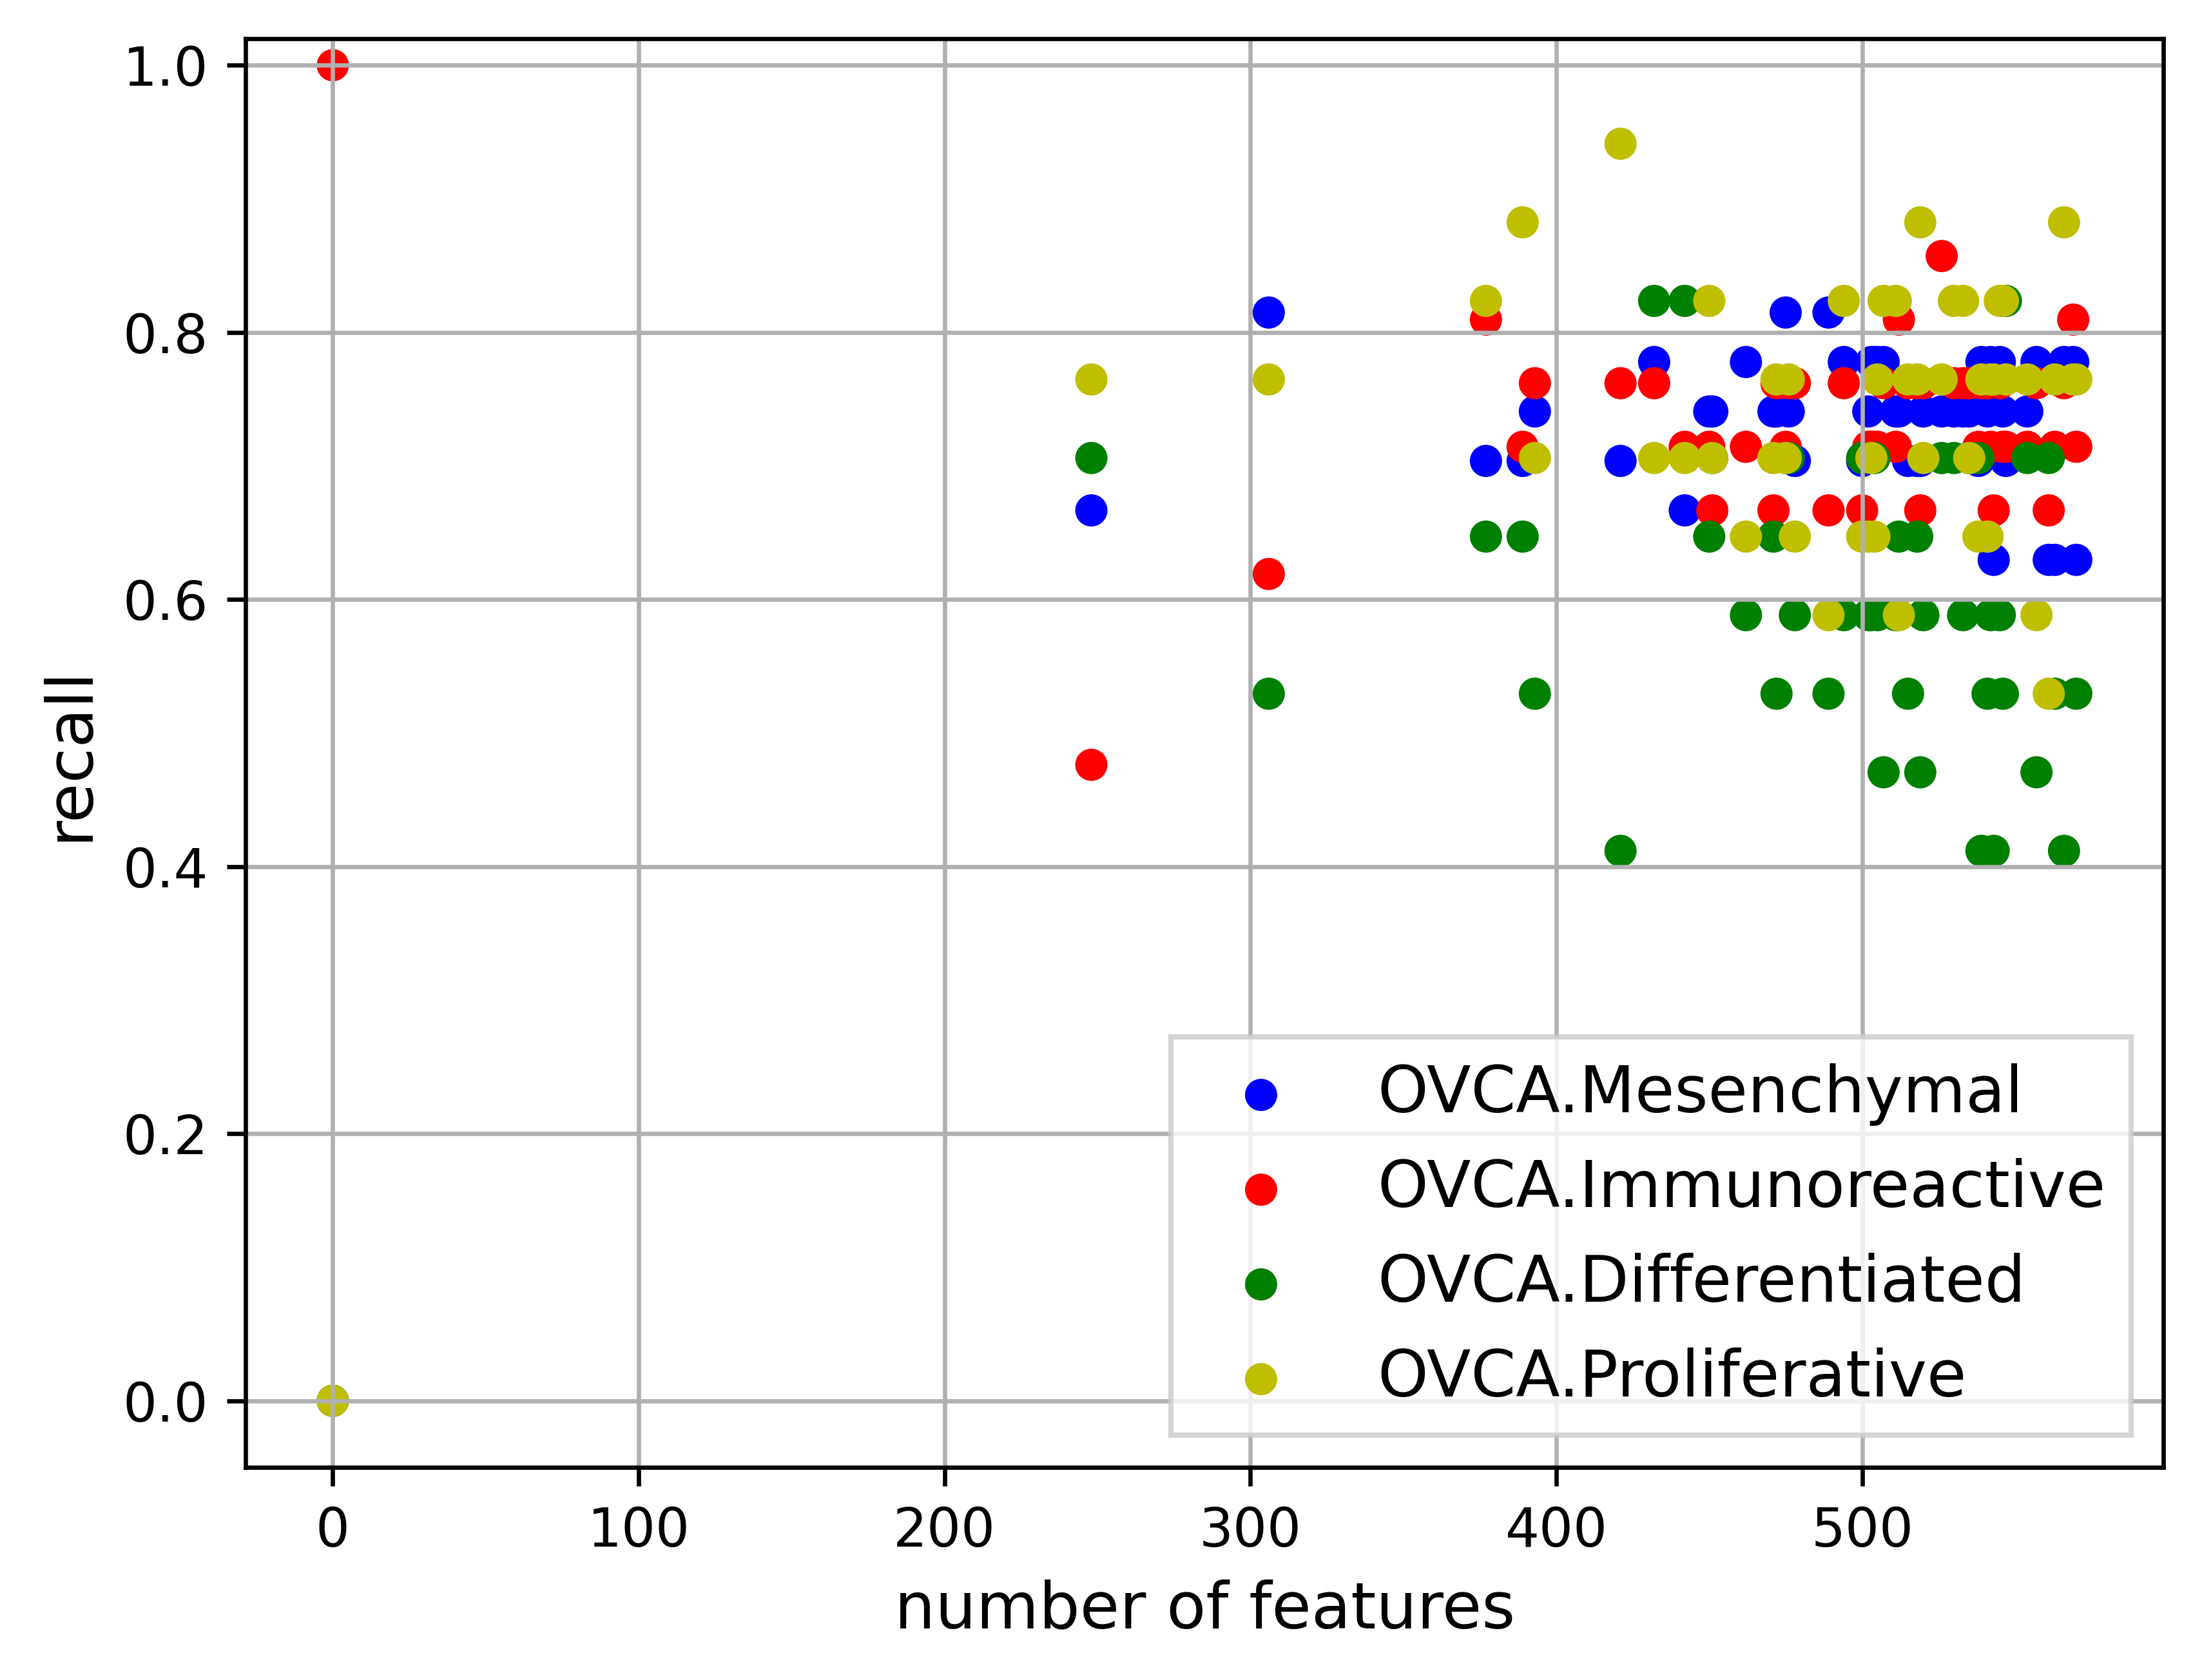 1.0
0.8
0.6
0.4
0.2
0.0
recall
0 100 200 300 400 500
number of features
OVCA.Mesenchymal
OVCA.Immunoreactive
OVCA.Differentiated
OVCA.Proliferative